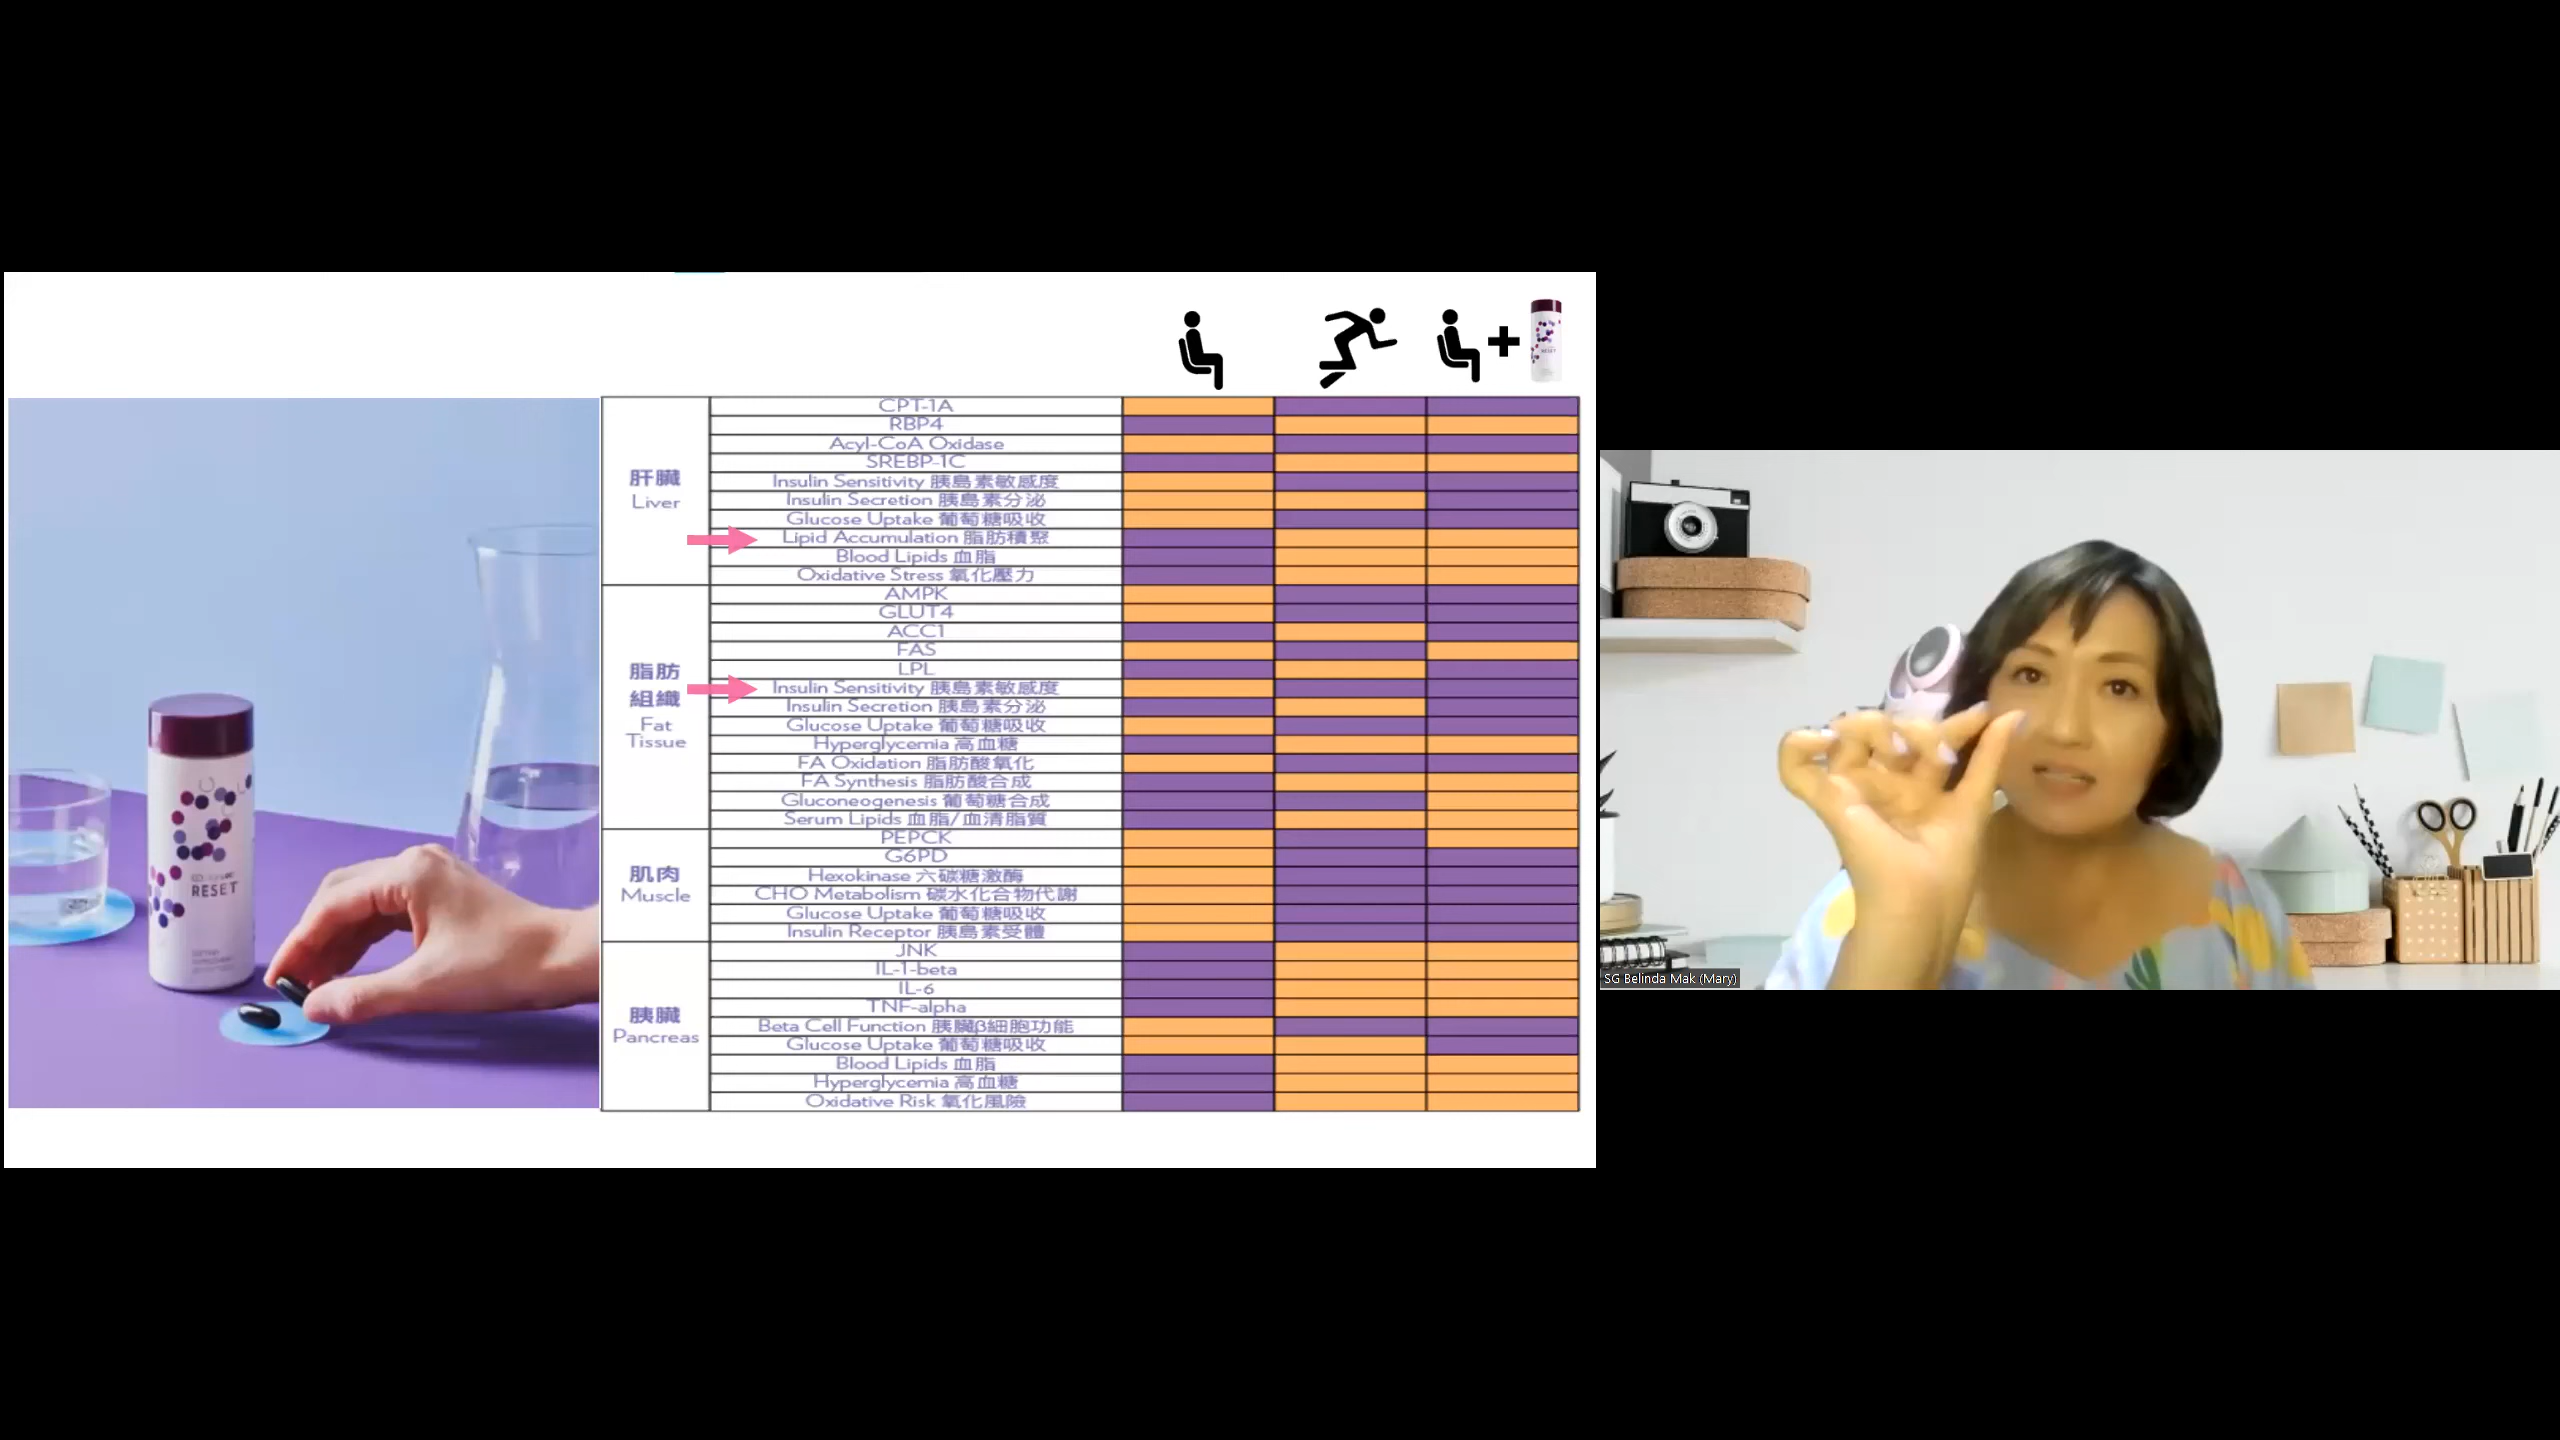 RESET
RESET
肝臟
Liver
CPT-1A
RBP4
Acyl-CoA Oxidase
SREBP-1C
Insulin Sensitivity 胰島素敏感度
Insulin Secretion 胰島素分泌
Glucose Uptake 葡萄糖吸收
Lipid Accumulation 脂肪積聚
Blood Lipids 血脂
Oxidative Stress 氧化壓力
脂肪
組織
Fat
Tissue
AMPK
GLUT4
ACC1
FAS
LPL
Insulin Sensitivity 胰島素敏感度
Insulin Secretion 胰島素分泌
Glucose Uptake 葡萄糖吸收
Hyperglycemia 高血糖
FA Oxidation 脂肪酸氧化
FA Synthesis 脂肪酸合成
Gluconeogenesis 葡萄糖合成
Serum Lipids 血脂/血清脂質
肌肉
Muscle
PEPCK
G6PD
Hexokinase 六碳糖激酶
CHO Metabolism 碳水化合物代謝
Glucose Uptake 葡萄糖吸收
Insulin Receptor 胰島素受體
胰臟
Pancreas
JNK
IL-1-beta
IL-6
TNF-alpha
Beta Cell Function 胰臟β細胞功能
Glucose Uptake 葡萄糖吸收
Blood Lipids 血脂
Hyperglycemia 高血糖
Oxidative Risk 氧化風險
SG Belinda Mak (Mary)